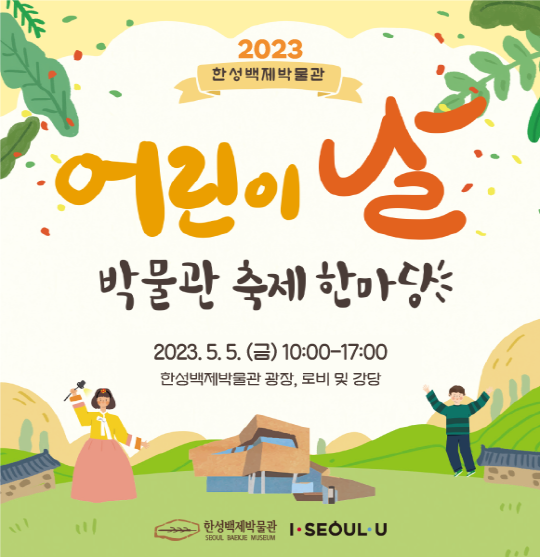 2023
한성백제박물관
어린이 날
박물관 축제 한마당
2023. 5. 5. (금) 10:00-17:00
한성백제박물관 광장, 로비 및 강당
한성백제박물관
SEOUL BAEKJE MUSEUM
I·SEOUL·U